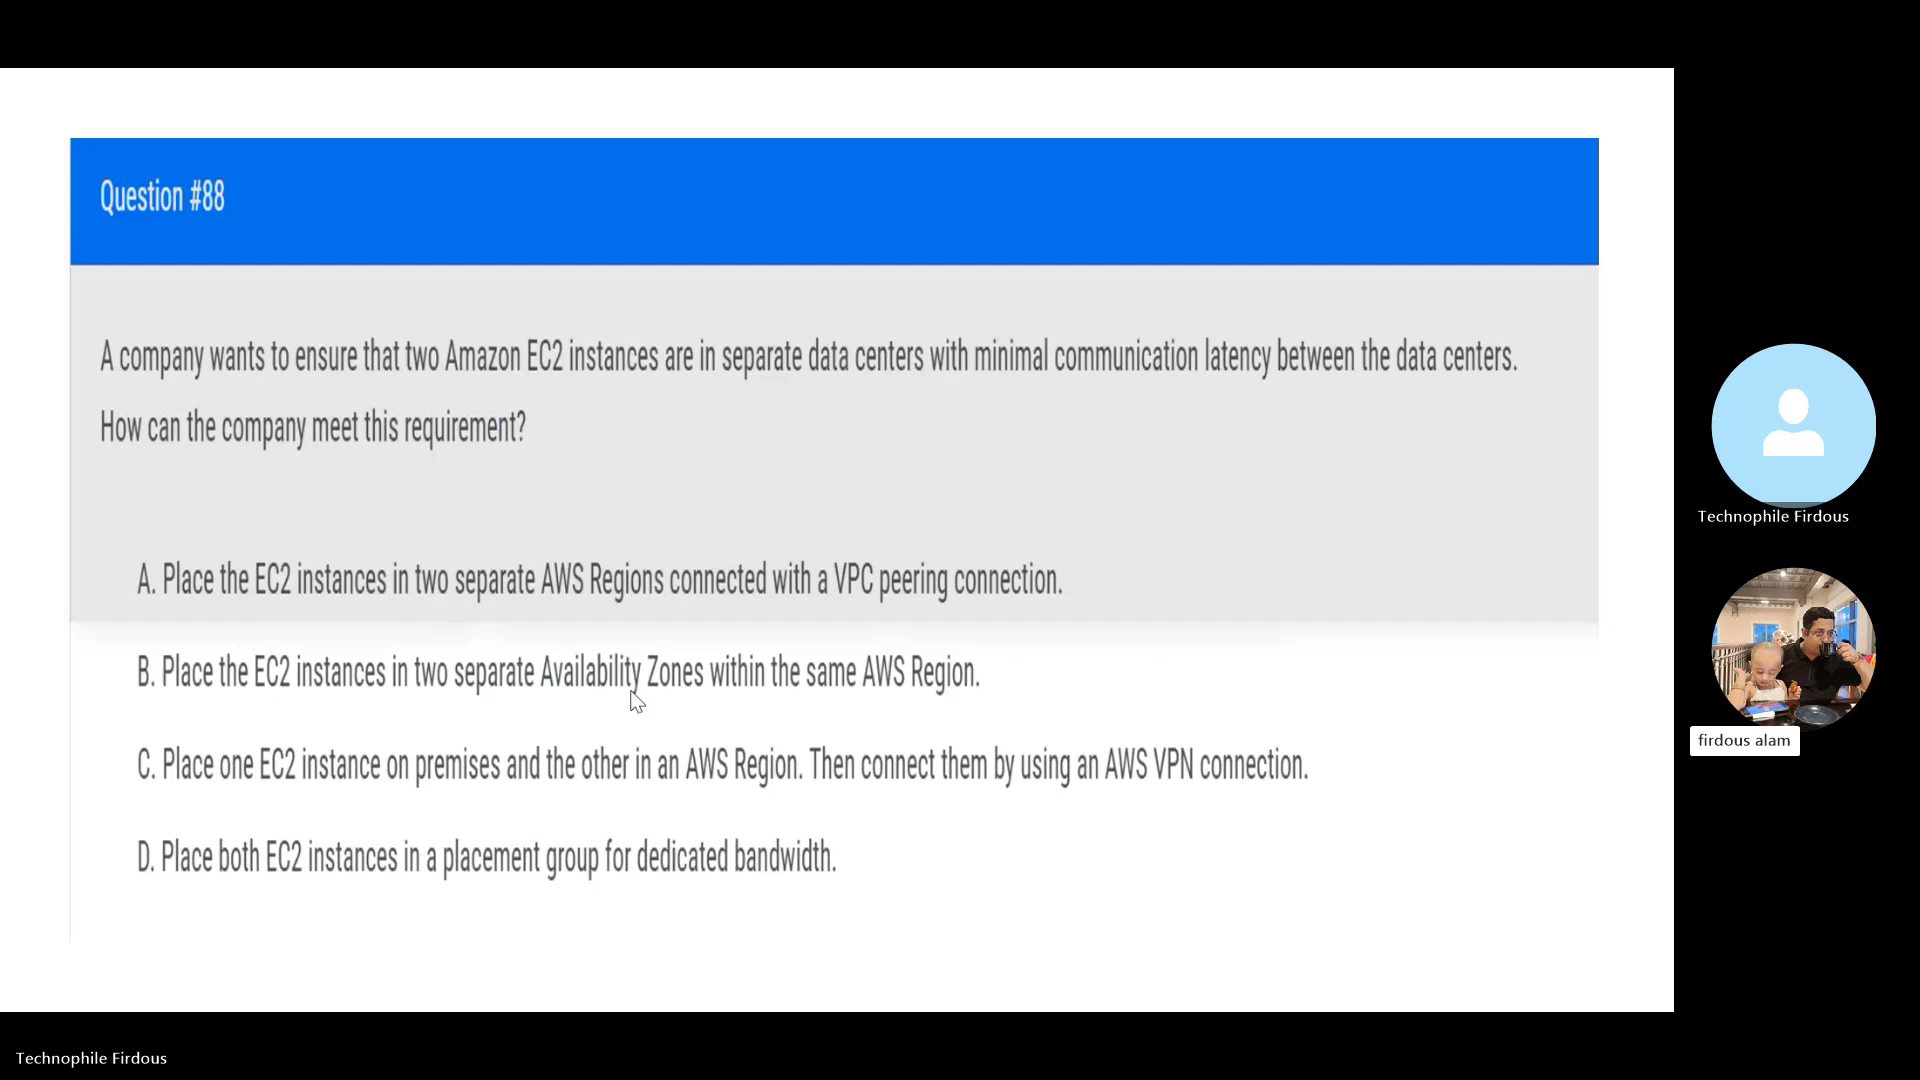 Question #88
A company wants to ensure that two Amazon EC2 instances are in separate data centers with minimal communication latency between the data centers.
How can the company meet this requirement?
A. Place the EC2 instances in two separate AWS Regions connected with a VPC peering connection.
B. Place the EC2 instances in two separate Availability Zones within the same AWS Region.
C. Place one EC2 instance on premises and the other in an AWS Region. Then connect them by using an AWS VPN connection.
D. Place both EC2 instances in a placement group for dedicated bandwidth.
Technophile Firdous
firdous alam
Technophile Firdous